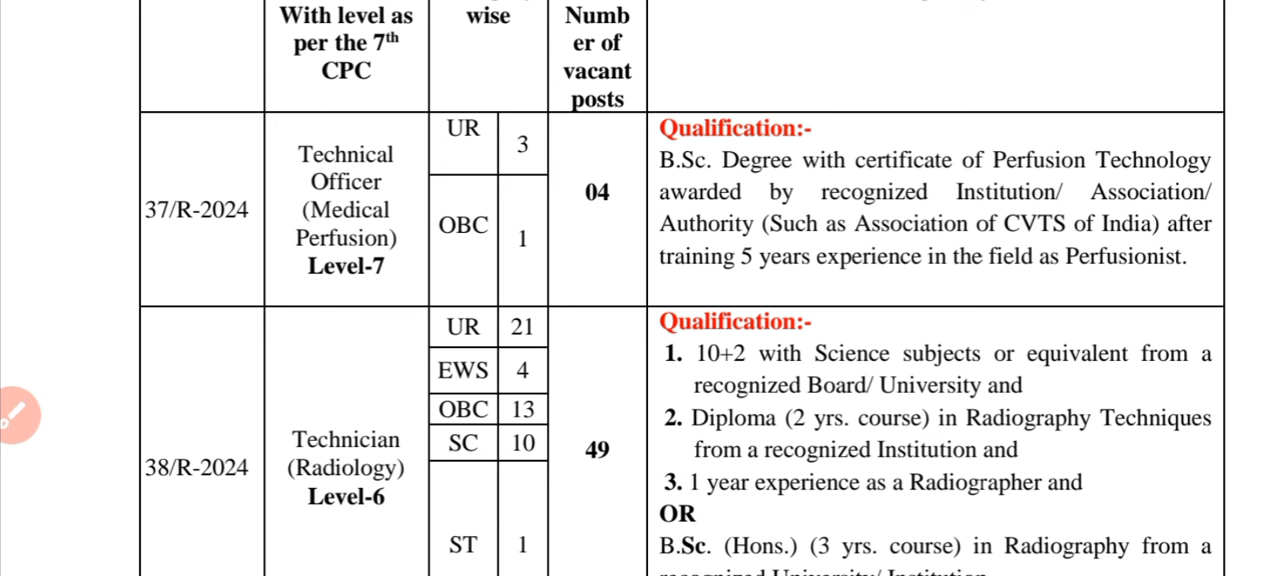 With level as
per the 7th
CPC
wise
Numb
er of
vacant
posts
37/R-2024
Technical
Officer
(Medical
Perfusion)
Level-7
UR
3
OBC
1
04
Qualification:-
B.Sc. Degree with certificate of Perfusion Technology
awarded by recognized Institution/ Association/
Authority (Such as Association of CVTS of India) after
training 5 years experience in the field as Perfusionist.
38/R-2024
Technician
(Radiology)
Level-6
UR 21
EWS 4
OBC 13
SC 10
ST 1
49
Qualification:-
1. 10+2 with Science subjects or equivalent from a
recognized Board/ University and
2. Diploma (2 yrs. course) in Radiography Techniques
from a recognized Institution and
3. 1 year experience as a Radiographer and
OR
B.Sc. (Hons.) (3 yrs. course) in Radiography from a